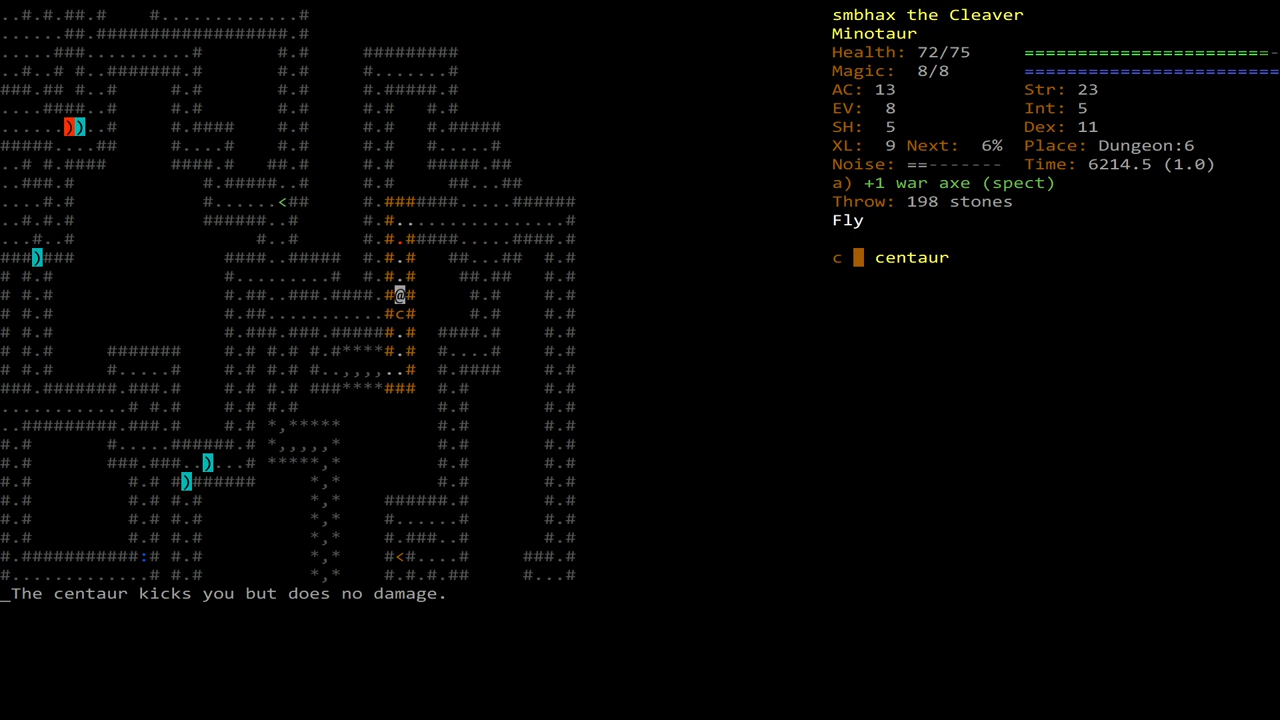 smbhax the Cleaver
Minotaur
Health: 72/75 ========================--
Magic: 8/8 ==========================
AC: 13 Str: 23
EV: 8 Int: 5
SH: 5 Dex: 11
XL: 9 Next: 6% Place: Dungeon:6
Noise: ==------- Time: 6214.5 (1.0)
a) +1 war axe (spect)
Throw: 198 stones
Fly
c centaur
_The centaur kicks you but does no damage.